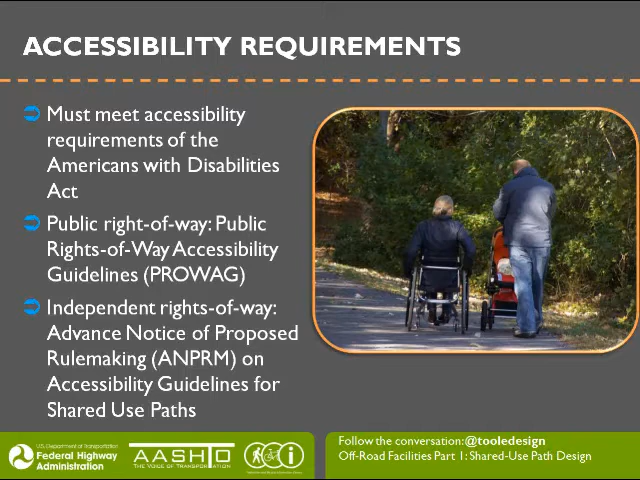 ACCESSIBILITY REQUIREMENTS
Must meet accessibility
requirements of the
Americans with Disabilities
Act
Public right-of-way: Public
Rights-of-Way Accessibility
Guidelines (PROWAG)
Independent rights-of-way:
Advance Notice of Proposed
Rulemaking (ANPRM) on
Accessibility Guidelines for
Shared Use Paths
U.S. Department of Transportation
Federal Highway
Administration
AASHTO
THE VOICE OF TRANSPORTATION
Follow the conversation: @tooledesign
Off-Road Facilities Part 1: Shared-Use Path Design